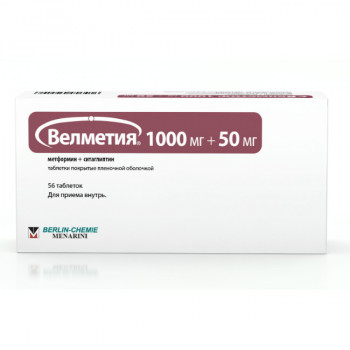 Велметия® 1000 мг + 50 мг
метформин + ситаглиптин
таблетки покрытые пленочной оболочкой
56 таблеток
Для приема внутрь.
BERLIN-CHEMIE
MENARINI